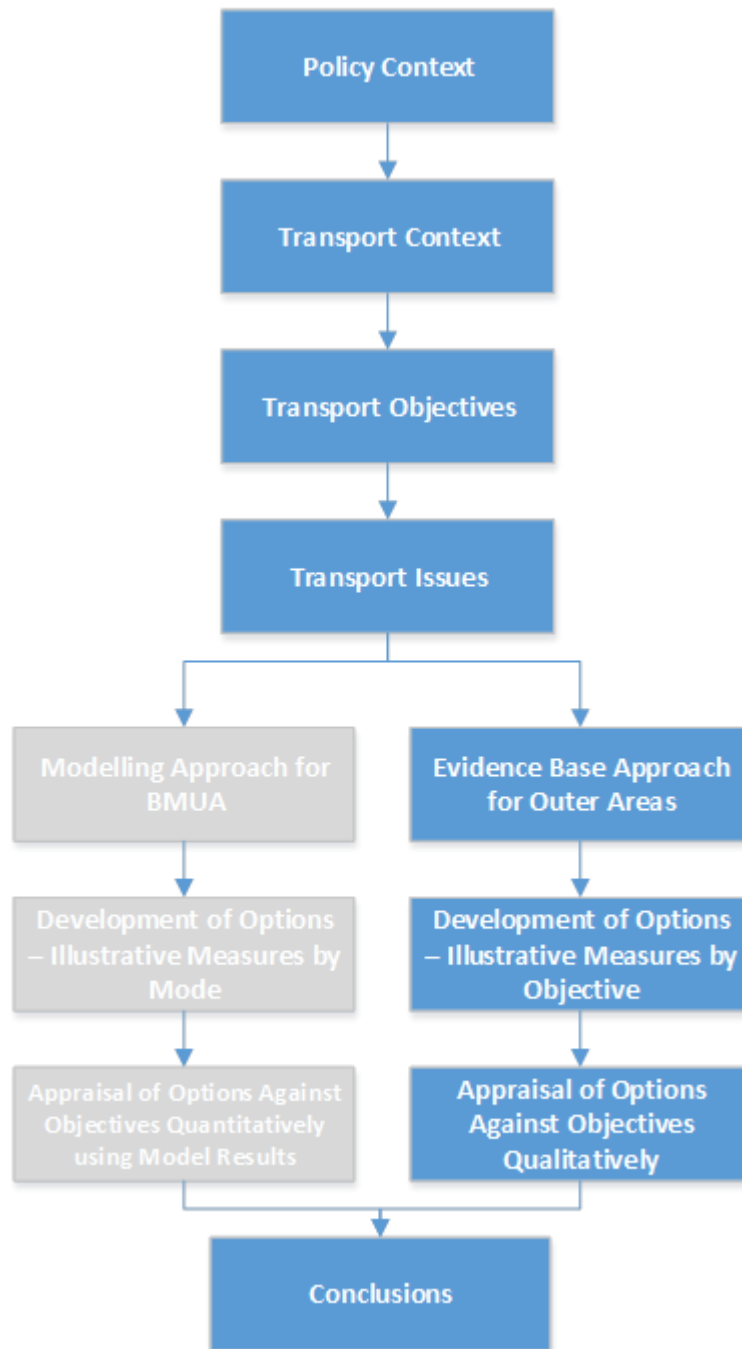 Policy Context
Transport Context
Transport Objectives
Transport Issues
Modelling Approach for
BMUA
Evidence Base Approach
for Outer Areas
Development of Options
– Illustrative Measures by
Mode
Development of Options
– Illustrative Measures by
Objective
Appraisal of Options Against
Objectives Quantitatively
using Model Results
Appraisal of Options
Against Objectives
Qualitatively
Conclusions